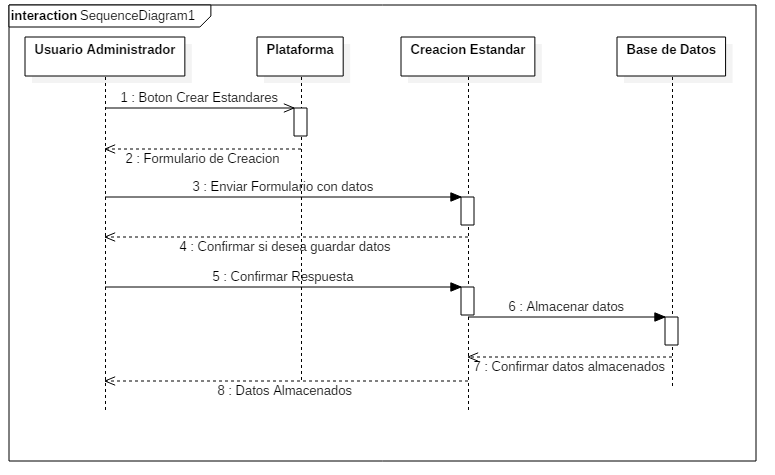 interaction SequenceDiagram1
Usuario Administrador
Plataforma
Creacion Estandar
Base de Datos
1 : Boton Crear Estandares
2 : Formulario de Creacion
3 : Enviar Formulario con datos
4 : Confirmar si desea guardar datos
5 : Confirmar Respuesta
6 : Almacenar datos
7 : Confirmar datos almacenados
8 : Datos Almacenados